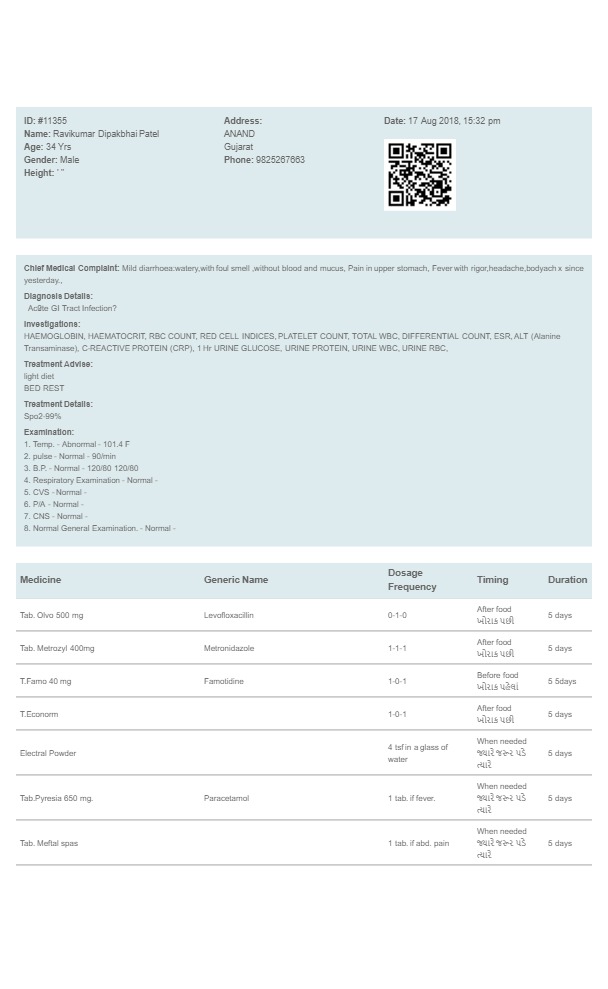 ID: #11355
Name: Ravikumar Dipakbhai Patel
Age: 34 Yrs
Gender: Male
Height: ' "
Address:
ANAND
Gujarat
Phone: 9825267663
Date: 17 Aug 2018, 15:32 pm
Chief Medical Complaint: Mild diarrhoea:watery,with foul smell ,without blood and mucus, Pain in upper stomach, Fever with rigor,headache,bodyach x since
yesterday.,
Diagnosis Details:
GI Tract Infection?
Investigations:
HAEMOGLOBIN, HAEMATOCRIT, RBC COUNT, RED CELL INDICES, PLATELET COUNT, TOTAL WBC, DIFFERENTIAL COUNT, ESR, ALT (Alanine
Transaminase), C-REACTIVE PROTEIN (CRP), 1 Hr URINE GLUCOSE, URINE PROTEIN, URINE WBC, URINE RBC,
Treatment Advise:
light diet
BED REST
Treatment Details:
Spo2-99%
Examination:
1. Temp. - Abnormal - 101.4 F
2. pulse - Normal - 90/min
3. B.P. - Normal - 120/80 120/80
4. Respiratory Examination - Normal -
5. CVS - Normal -
6. P/A - Normal -
7. CNS - Normal -
8. Normal General Examination. - Normal -
Medicine Generic Name Dosage Frequency Timing Duration
Tab. Olvo 500 mg Levofloxacillin 0-1-0 After food 5 days
ખોરાક પછી
Tab. Metrozyl 400mg Metronidazole 1-1-1 After food 5 days
ખોરાક પછી
T.Famo 40 mg Famotidine 1-0-1 Before food 5 5days
ખોરાક પહેલાં
T.Econorm 1-0-1 After food 5 days
ખોરાક પછી
Electral Powder 4 tsf in a glass of water When needed 5 days
જ્યારે જરૂર પડે
ત્યારે
Tab.Pyresia 650 mg. Paracetamol 1 tab. if fever. When needed 5 days
જ્યારે જરૂર પડે
ત્યારે
Tab. Meftal spas 1 tab. if abd. pain When needed 5 days
જ્યારે જરૂર પડે
ત્યારે